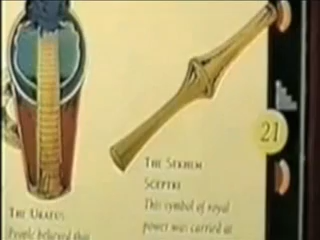 21
THE SEKHEM
SCEPTRE
This symbol of royal
power was carried at
THE URAEUS
People believed that